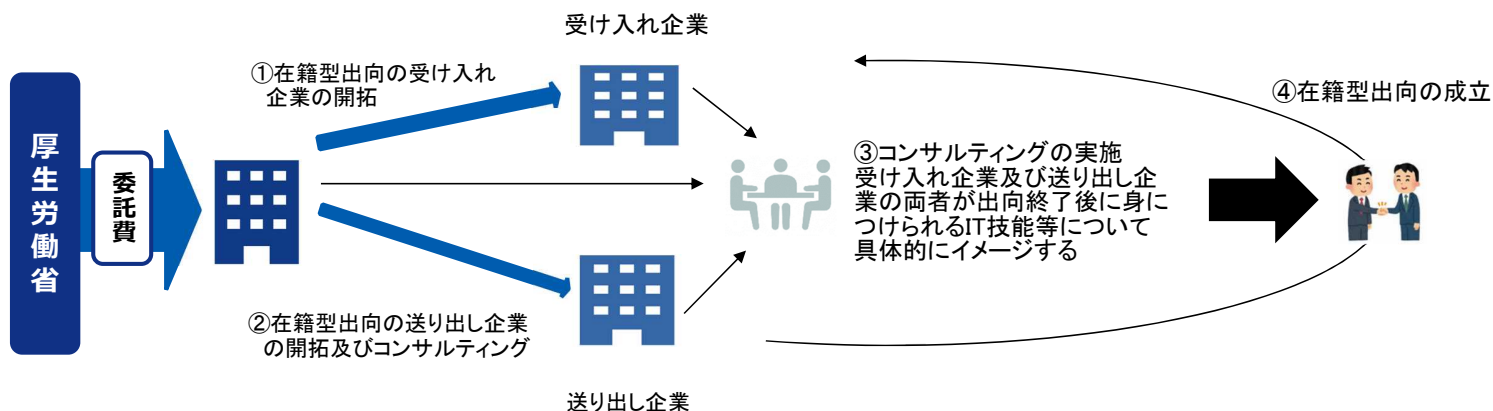 受け入れ企業
①在籍型出向の受け入れ
企業の開拓
④在籍型出向の成立
厚生労働省
委託費
③コンサルティングの実施
受け入れ企業及び送り出し企
業の両者が出向終了後に身に
つけられるIT技能等について
具体的にイメージする
②在籍型出向の送り出し企業
の開拓及びコンサルティング
送り出し企業